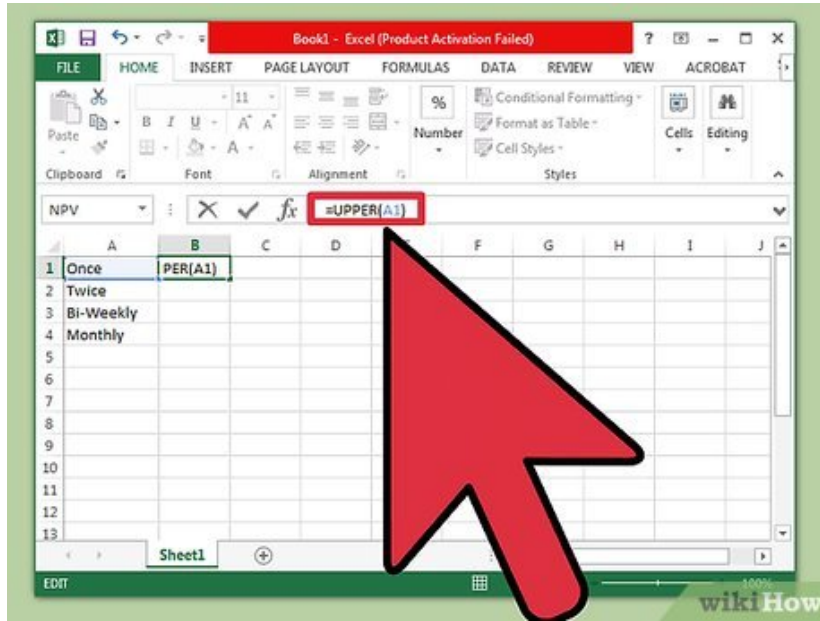 Book1 - Excel (Product Activation Failed)
FILE HOME INSERT PAGE LAYOUT FORMULAS DATA REVIEW VIEW ACROBAT
Paste
B I U
11
A A
A
%
Number
Conditional Formatting
Format as Table
Cell Styles
Cells
Editing
Clipboard Font Alignment Styles
NPV fx =UPPER(A1)
A B C D F G H I J
1 Once PER(A1)
2 Twice
3 Bi-Weekly
4 Monthly
5
6
7
8
9
10
11
12
13
Sheet1
EDIT 100%
wikiHow